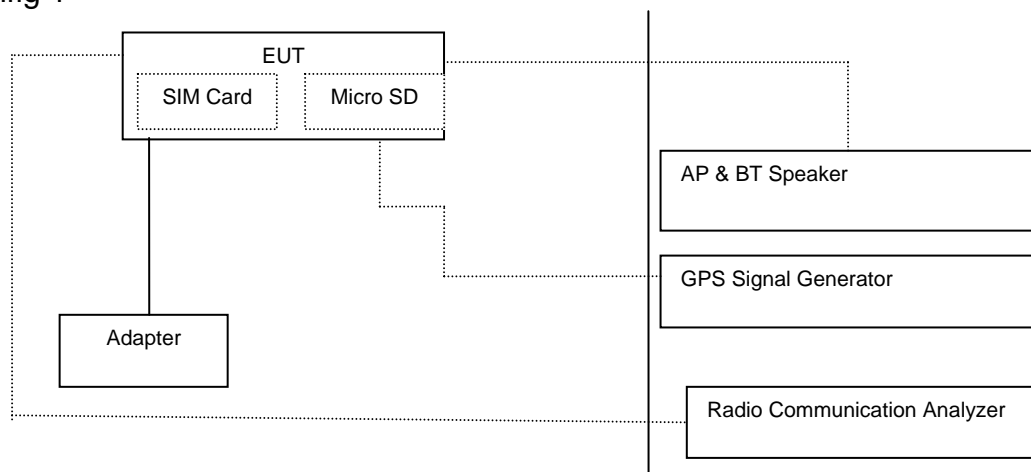 EUT
SIM Card
Micro SD
AP & BT Speaker
GPS Signal Generator
Adapter
Radio Communication Analyzer